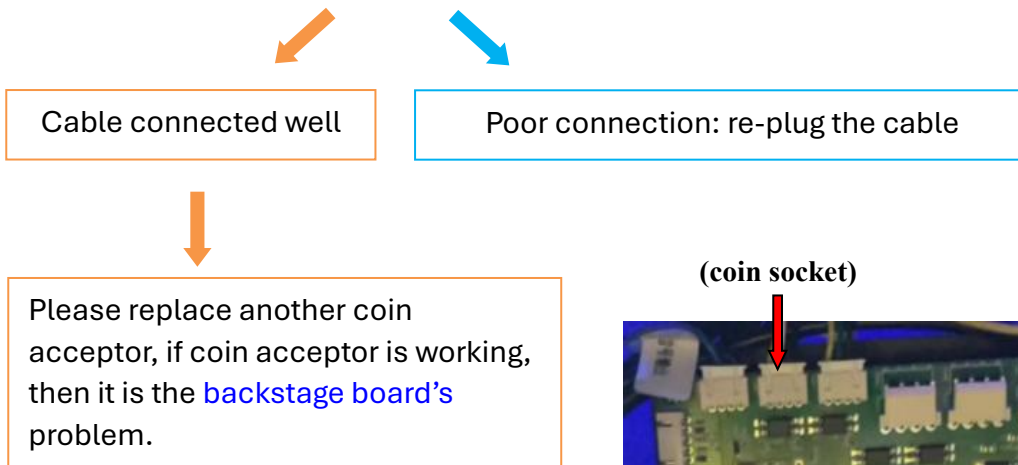 Cable connected well
Poor connection: re-plug the cable
(coin socket)
Please replace another coin
acceptor, if coin acceptor is working,
then it is the backstage board’s
problem.